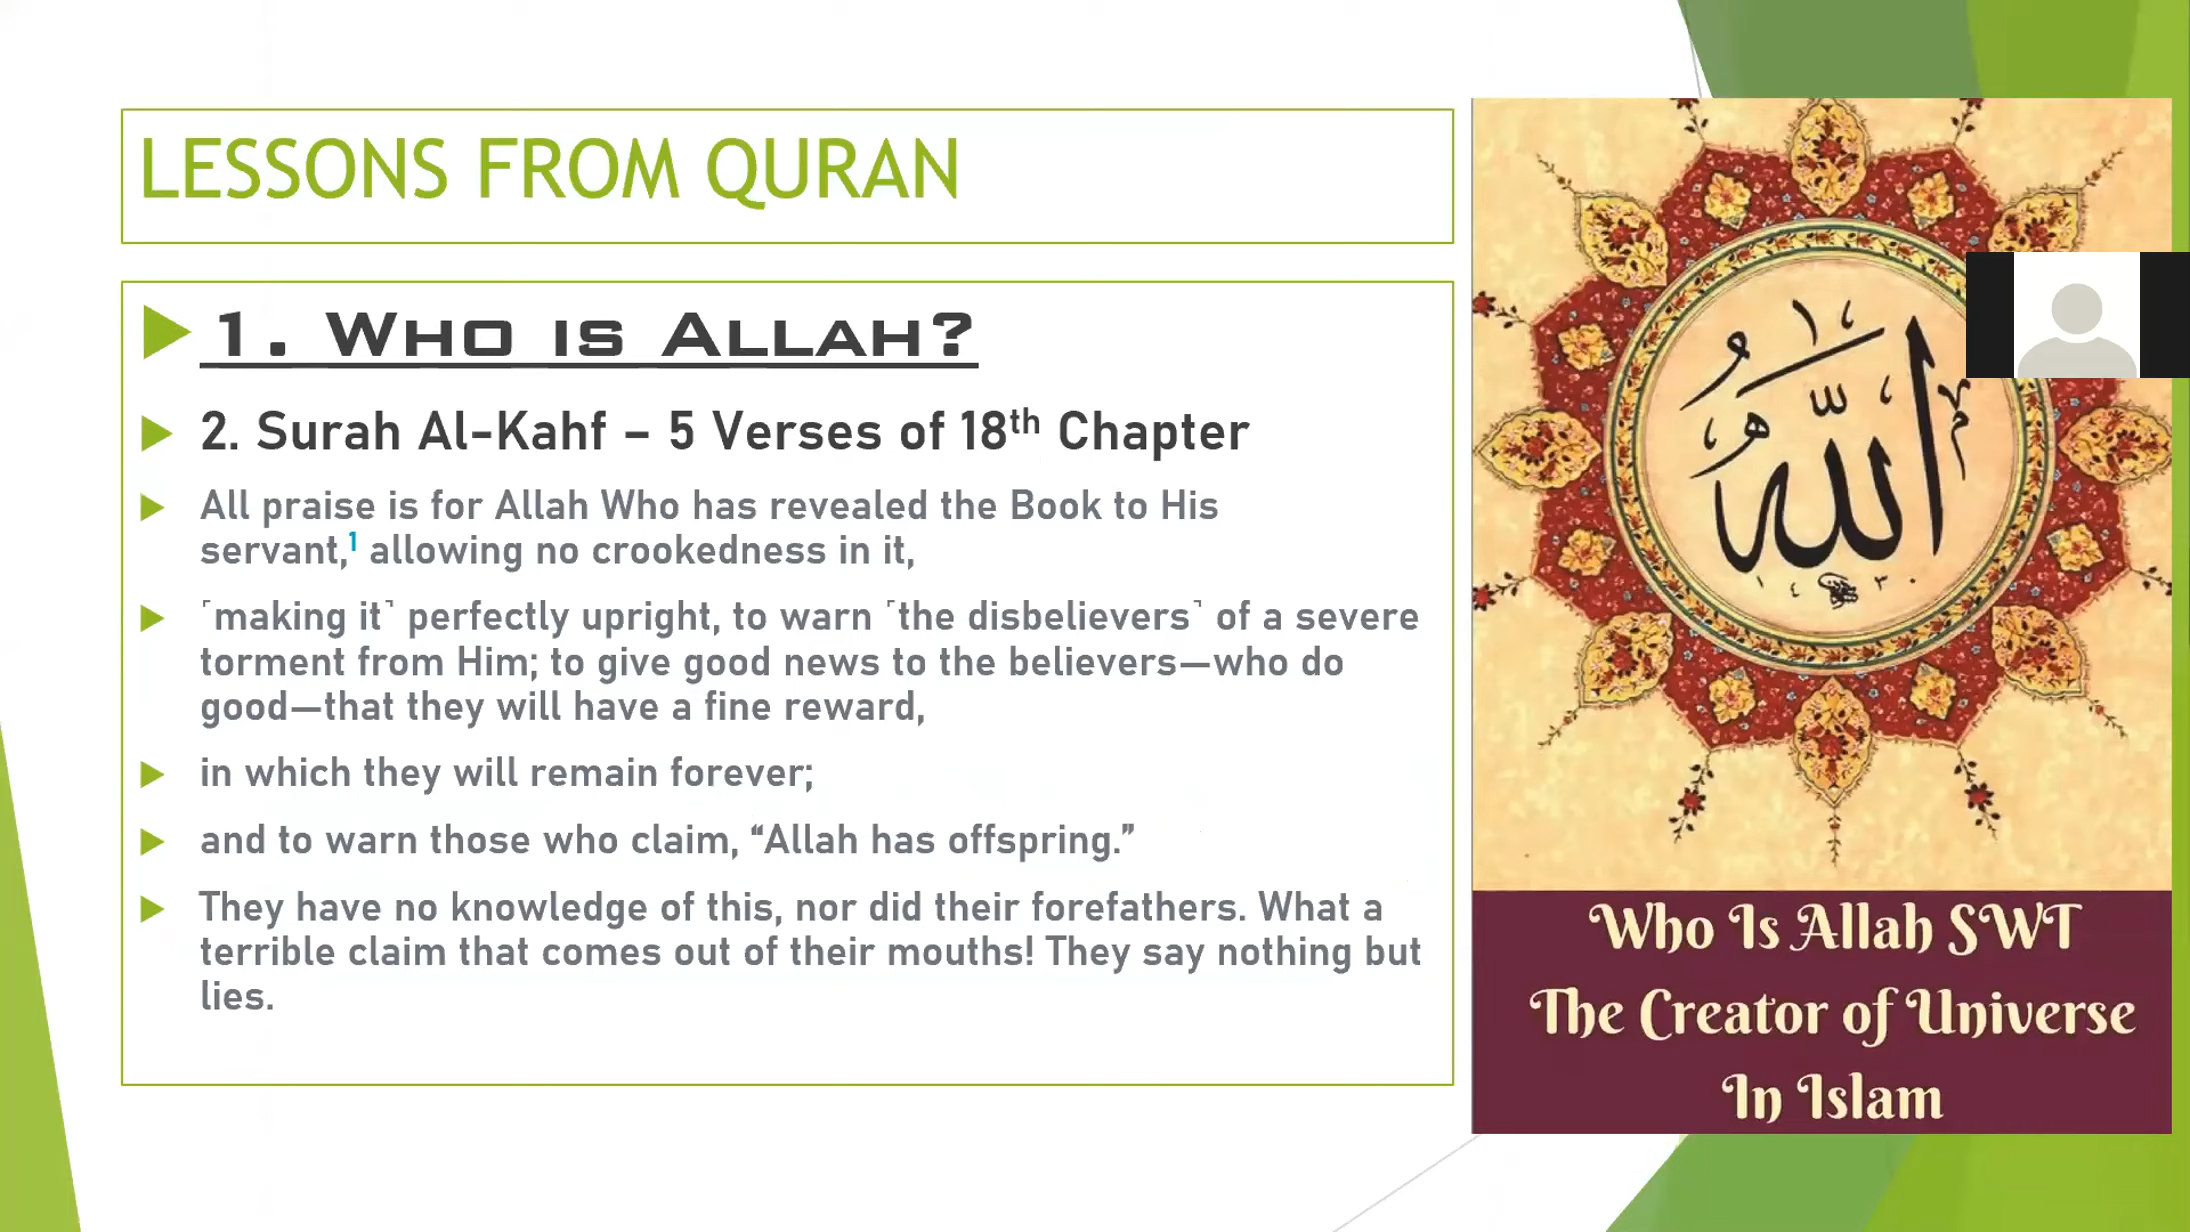 LESSONS FROM QURAN
1. WHO IS ALLAH?
2. Surah Al-Kahf – 5 Verses of 18th Chapter
All praise is for Allah Who has revealed the Book to His
servant,1 allowing no crookedness in it,
˹making it˺ perfectly upright, to warn ˹the disbelievers˺ of a severe
torment from Him; to give good news to the believers—who do
good—that they will have a fine reward,
in which they will remain forever;
and to warn those who claim, “Allah has offspring.”
They have no knowledge of this, nor did their forefathers. What a
terrible claim that comes out of their mouths! They say nothing but
lies.
الله
Who Is Allah SWT
The Creator of Universe
In Islam